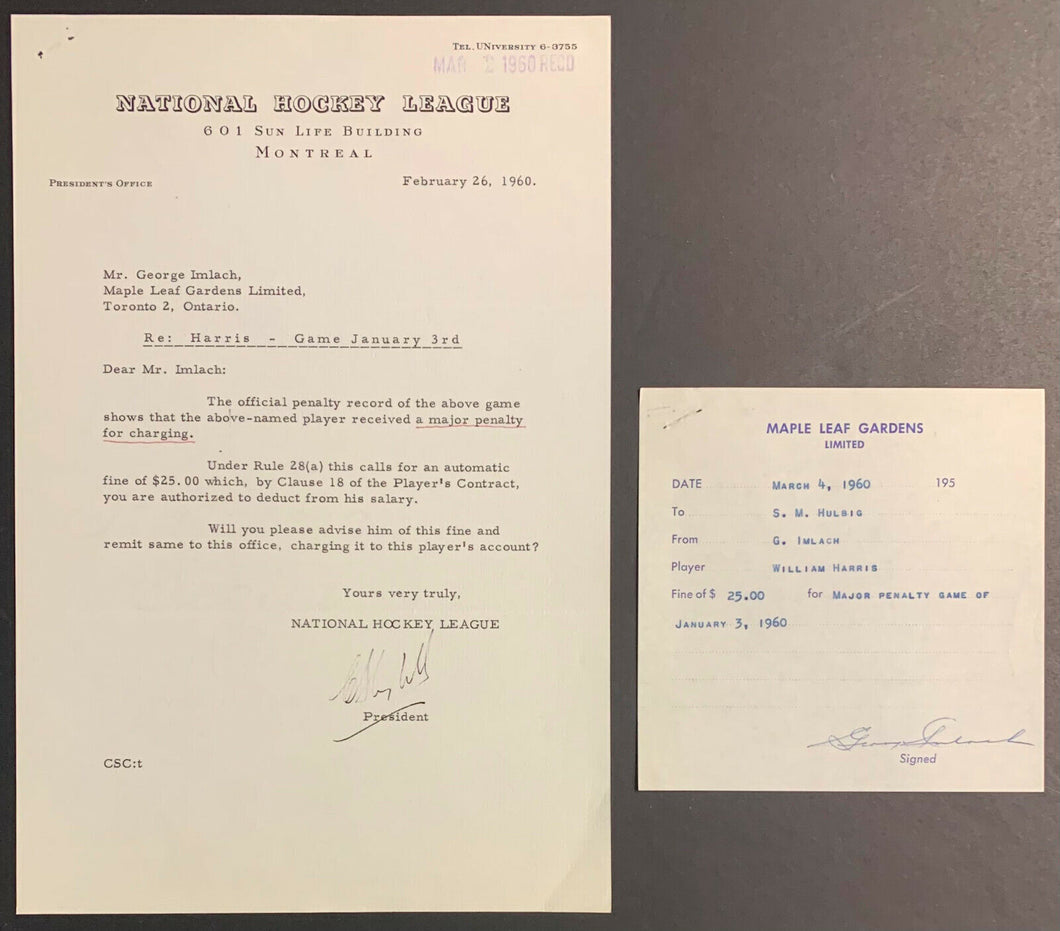 TEL. UNIVERSITY 6-3755
MAR 1960 RECD
NATIONAL HOCKEY LEAGUE
601 SUN LIFE BUILDING
MONTREAL
PRESIDENT'S OFFICE
February 26, 1960.
Mr. George Imlach,
Maple Leaf Gardens Limited,
Toronto 2, Ontario.
Re: Harris - Game January 3rd
Dear Mr. Imlach:
The official penalty record of the above game
shows that the above-named player received a major penalty
for charging.
Under Rule 28(a) this calls for an automatic
fine of $25.00 which, by Clause 18 of the Player's Contract,
you are authorized to deduct from his salary.
Will you please advise him of this fine and
remit same to this office, charging it to this player's account?
Yours very truly,
NATIONAL HOCKEY LEAGUE
President
CSC:t
MAPLE LEAF GARDENS
LIMITED
DATE MARCH 4, 1960 195
To S. M. HULBIG
From G. IMLACH
Player WILLIAM HARRIS
Fine of $ 25.00 for MAJOR PENALTY GAME OF
JANUARY 3, 1960
George Imlach
Signed